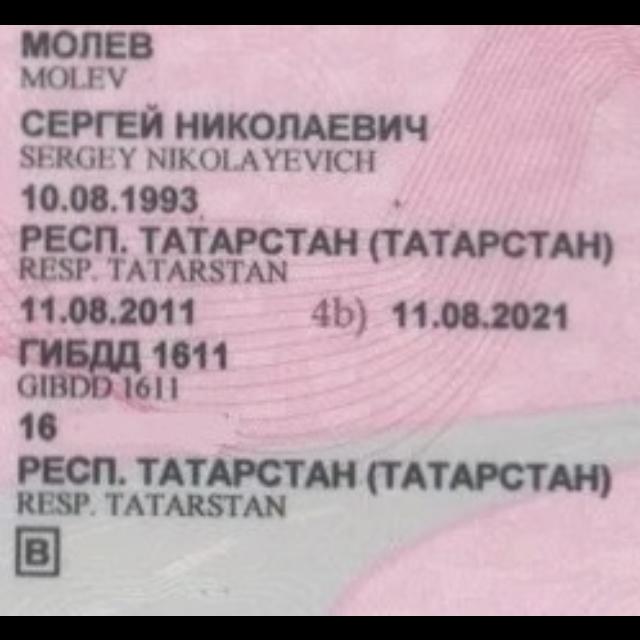 МОЛЕВ
MOLEV
СЕРГЕЙ НИКОЛАЕВИЧ
SERGEY NIKOLAYEVICH
10.08.1993
РЕСП. ТАТАРСТАН (ТАТАРСТАН)
RESP. TATARSTAN
11.08.2011 4b) 11.08.2021
ГИБДД 1611
GIBDD 1611
16
РЕСП. ТАТАРСТАН (ТАТАРСТАН)
RESP. TATARSTAN
B